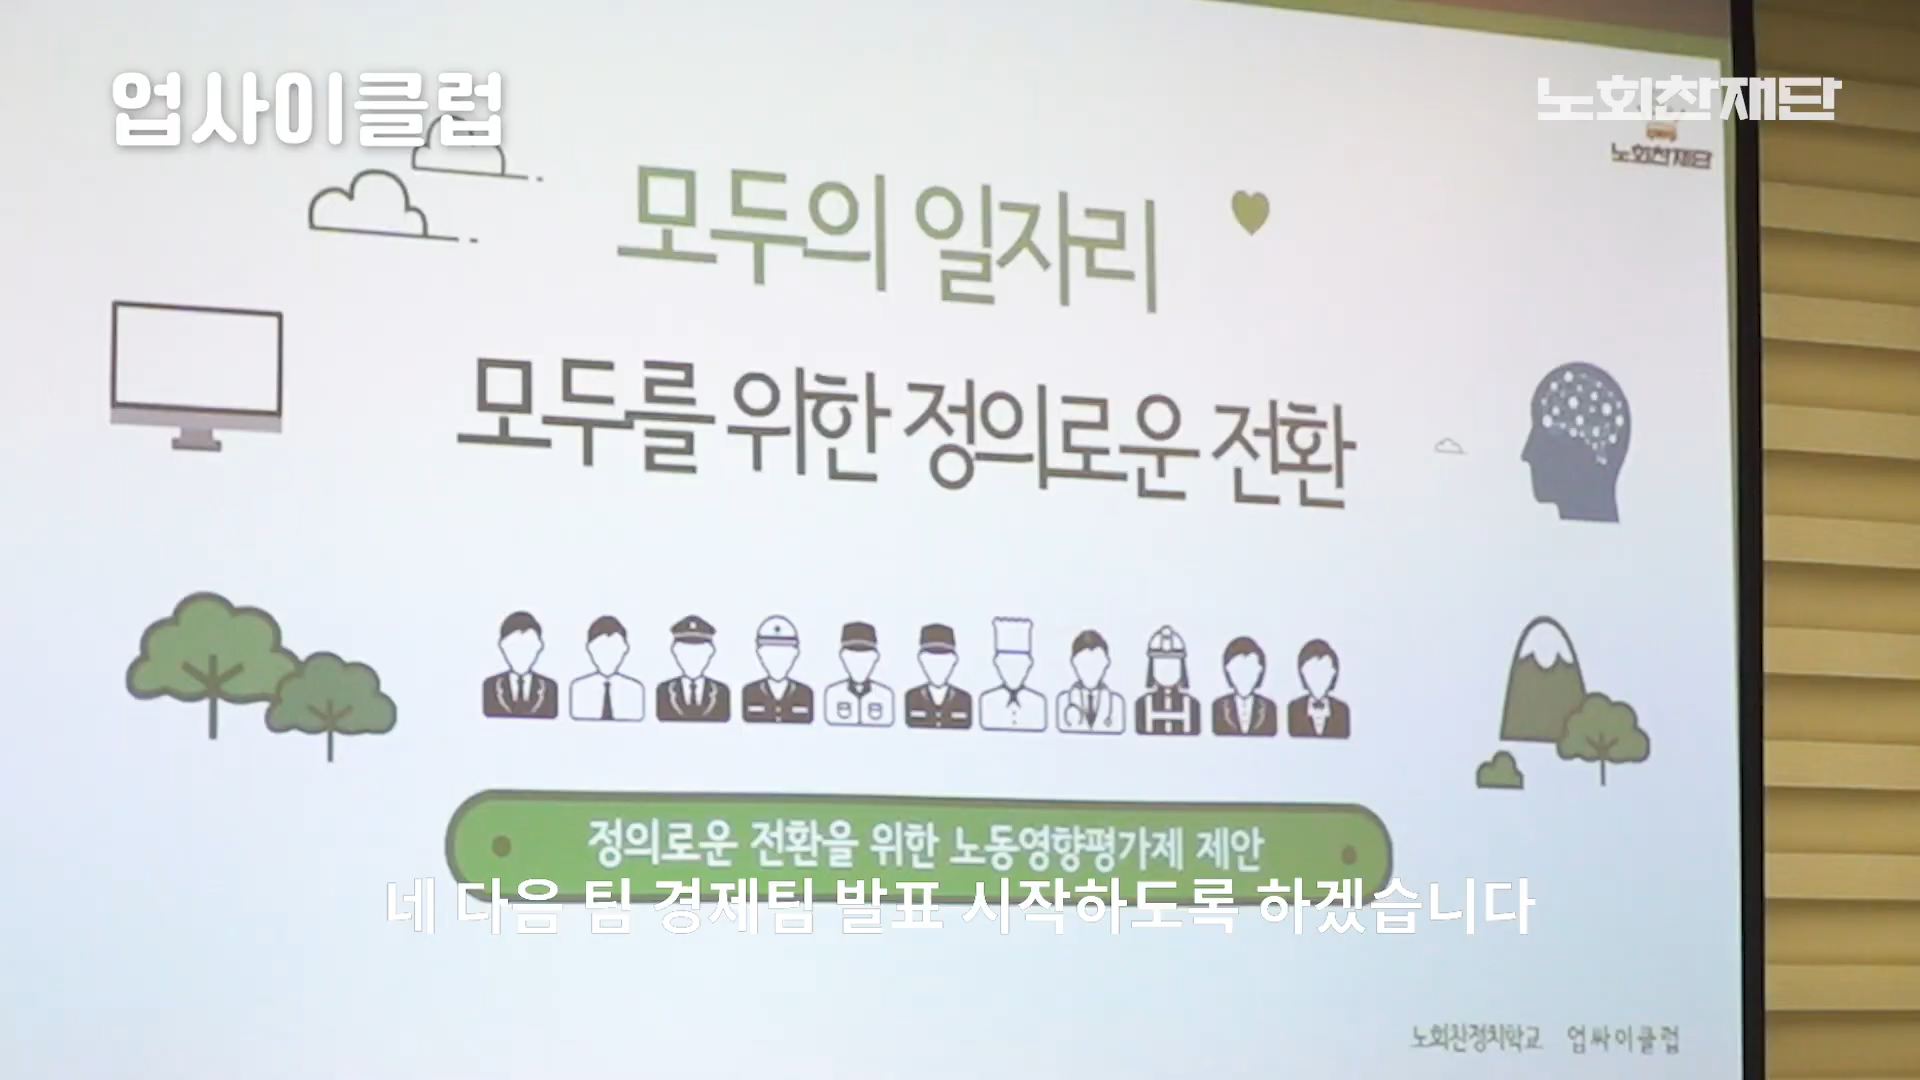 업사이클럽
노회찬재단
노회찬재단
모두의 일자리
모두를 위한 정의로운 전환
정의로운 전환을 위한 노동영향평가제 제안
네 다음 팀 경제팀 발표 시작하도록 하겠습니다
노회찬정치학교 업싸이클럽